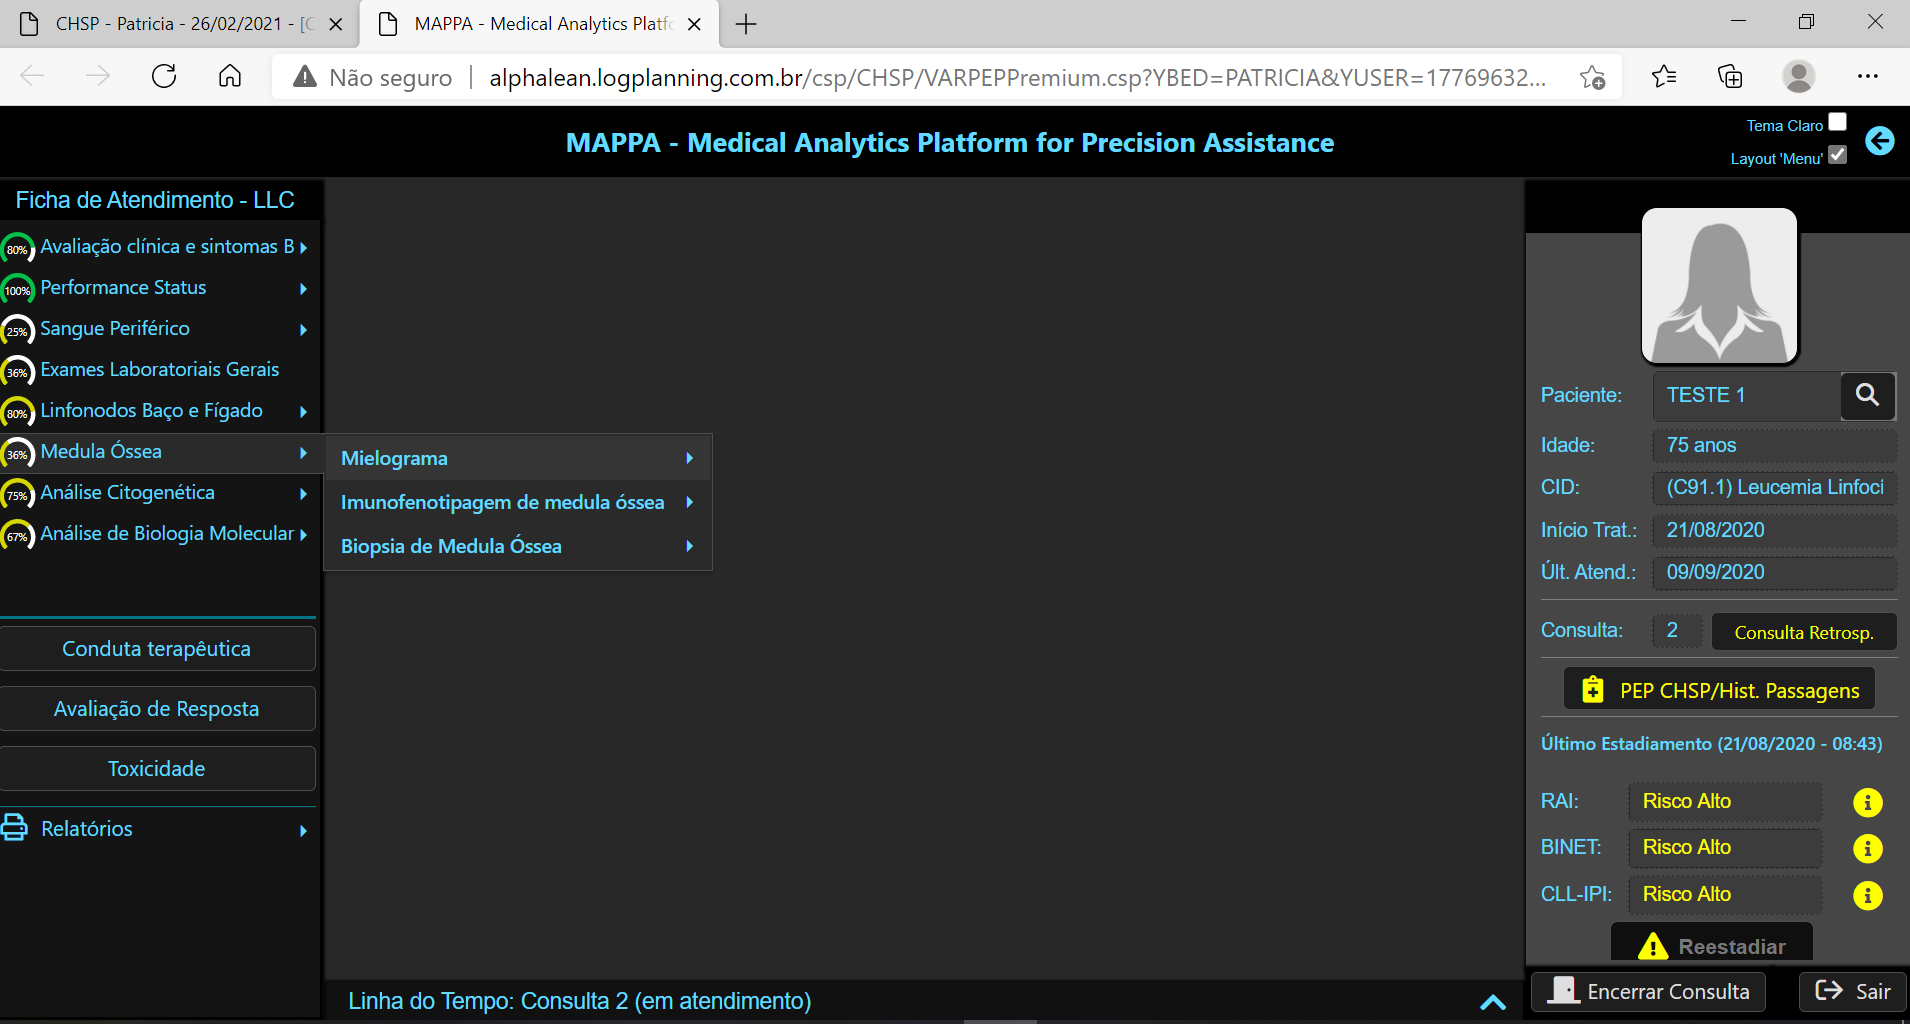 CHSP - Patricia - 26/02/2021 - [C
MAPPA - Medical Analytics Platfo
Não seguro
alphalean.logplanning.com.br/csp/CHSP/VARPEPPremium.csp?YBED=PATRICIA&YUSER=17769632...
MAPPA - Medical Analytics Platform for Precision Assistance
Tema Claro
Layout 'Menu'
Ficha de Atendimento - LLC
80% Avaliação clínica e sintomas B
100% Performance Status
25% Sangue Periférico
36% Exames Laboratoriais Gerais
80% Linfonodos Baço e Fígado
36% Medula Óssea
75% Análise Citogenética
67% Análise de Biologia Molecular
Mielograma
Imunofenotipagem de medula óssea
Biopsia de Medula Óssea
Conduta terapêutica
Avaliação de Resposta
Toxicidade
Relatórios
Paciente: TESTE 1
Idade: 75 anos
CID: (C91.1) Leucemia Linfocí
Início Trat.: 21/08/2020
Últ. Atend.: 09/09/2020
Consulta: 2 Consulta Retrosp.
PEP CHSP/Hist. Passagens
Último Estadiamento (21/08/2020 - 08:43)
RAI: Risco Alto
BINET: Risco Alto
CLL-IPI: Risco Alto
Reestadiar
Linha do Tempo: Consulta 2 (em atendimento)
Encerrar Consulta
Sair